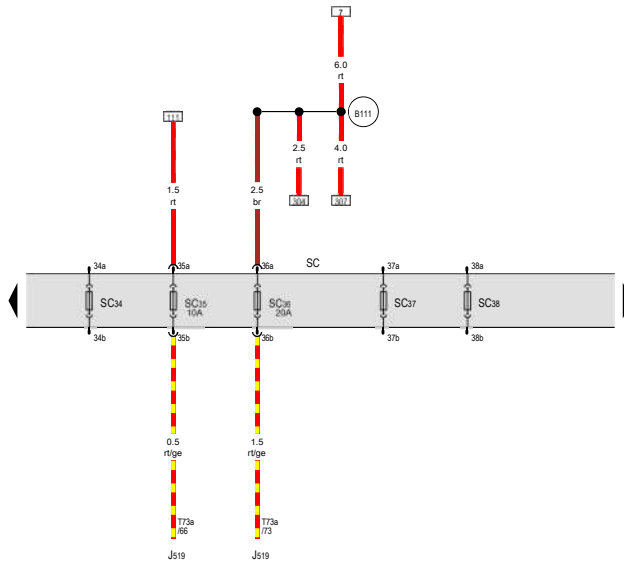 7
6.0
rt
B111
111
2.5
rt
4.0
rt
1.5
rt
2.5
br
304
307
34a
35a
36a
SC
37a
38a
SC34
SC35
10A
SC36
20A
SC37
SC38
34b
35b
36b
37b
38b
0.5
rt/ge
1.5
rt/ge
T73a
/66
T73a
/73
J519
J519